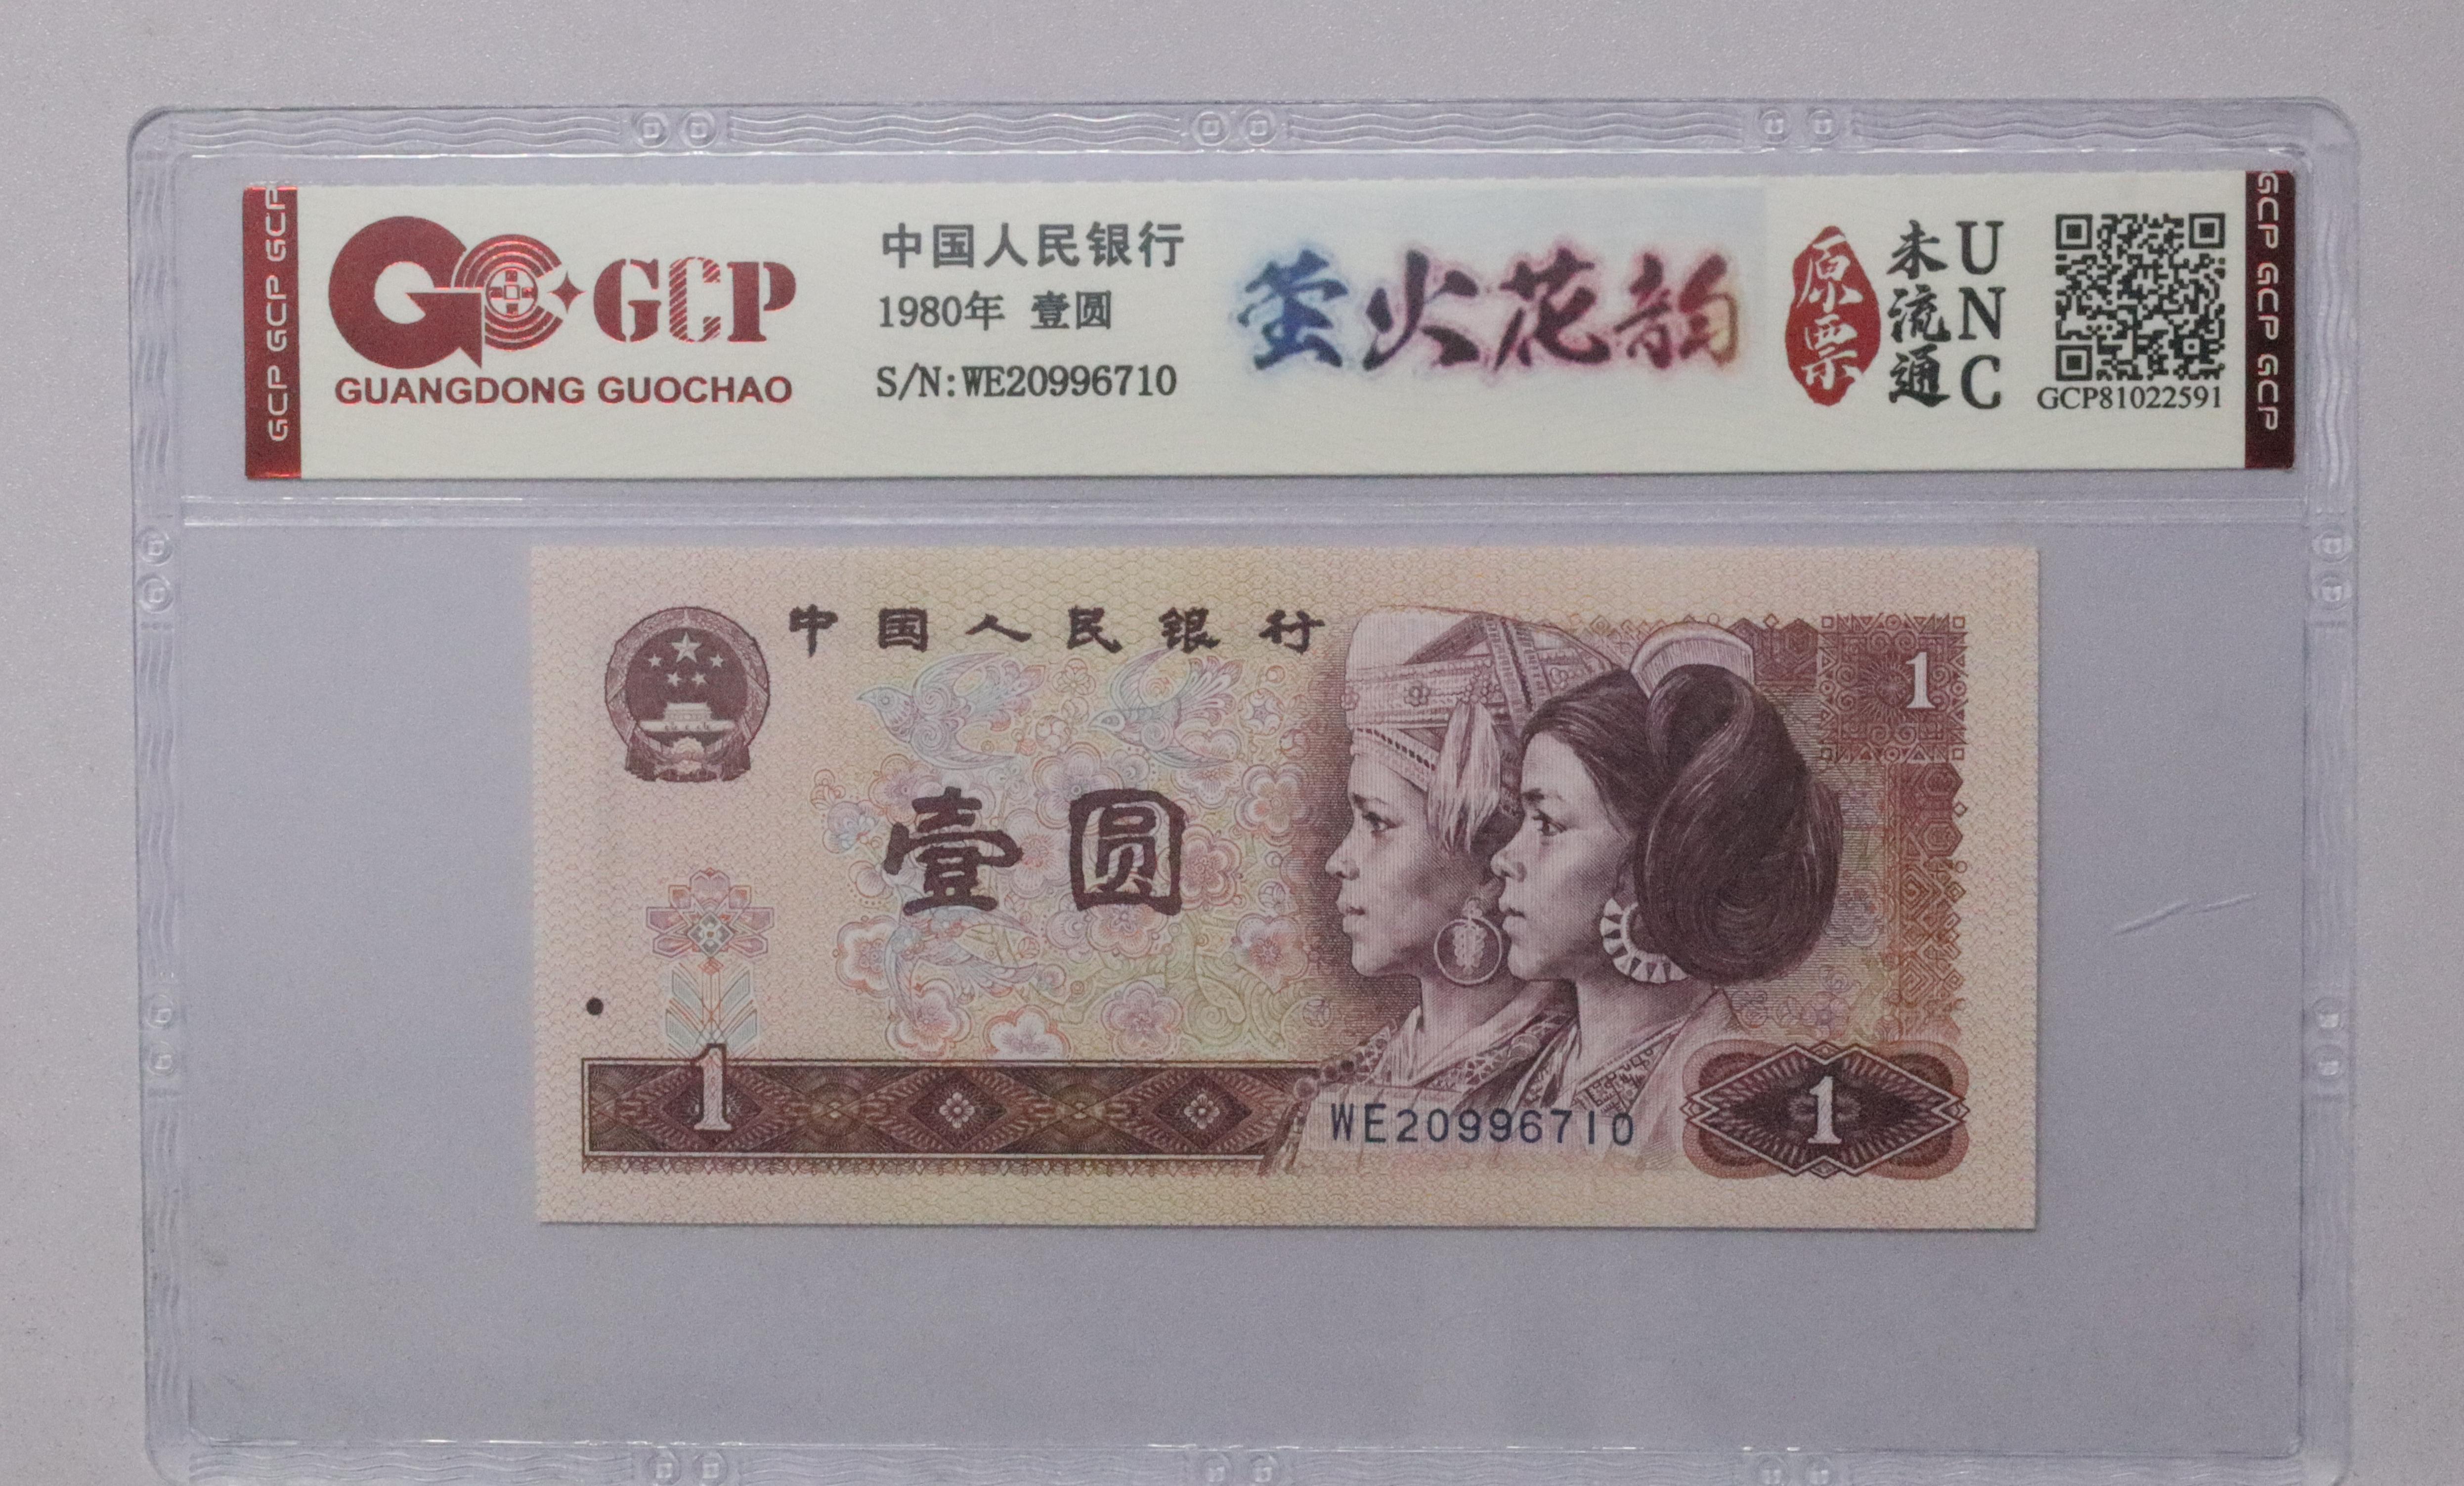 GCP GCP GCP
GCP
GUANGDONG GUOCHAO
中国人民银行
1980年 壹圆
S/N:WE20996710
萤火花韵
原票
未流通
UNC
GCP81022591
GCP GCP GCP
中国人民银行
1
壹圆
1
WE20996710
1